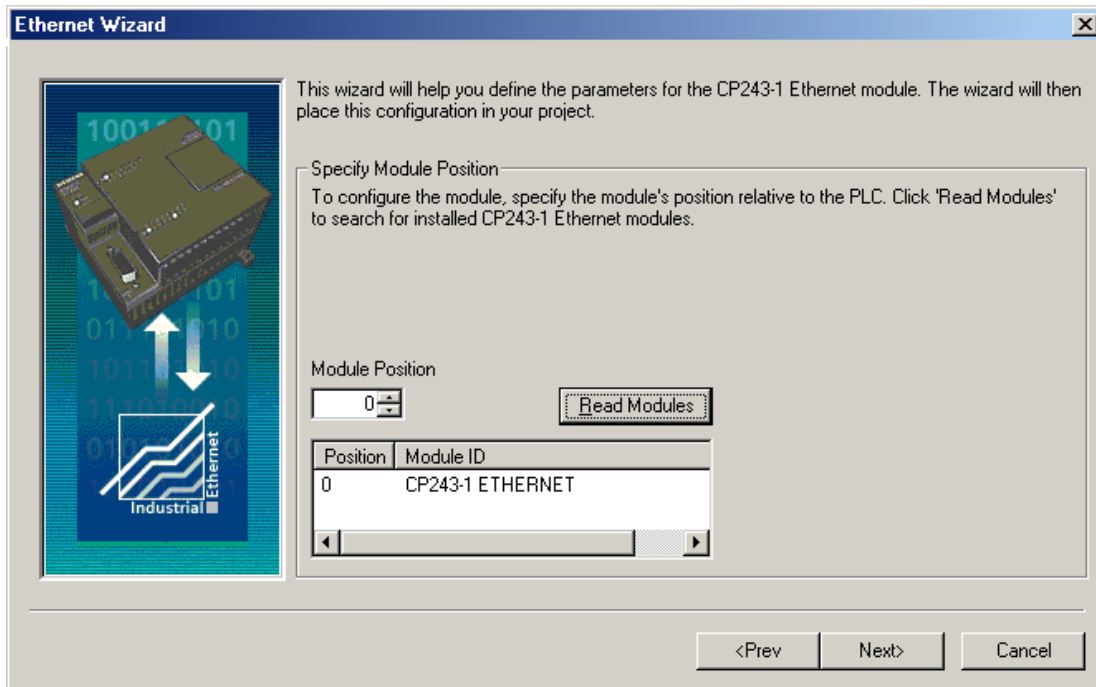 Ethernet Wizard
This wizard will help you define the parameters for the CP243-1 Ethernet module. The wizard will then
place this configuration in your project.
Specify Module Position
To configure the module, specify the module's position relative to the PLC. Click 'Read Modules'
to search for installed CP243-1 Ethernet modules.
Module Position
0
Read Modules
Position Module ID
0 CP243-1 ETHERNET
Industrial
Ethernet
<Prev
Next>
Cancel